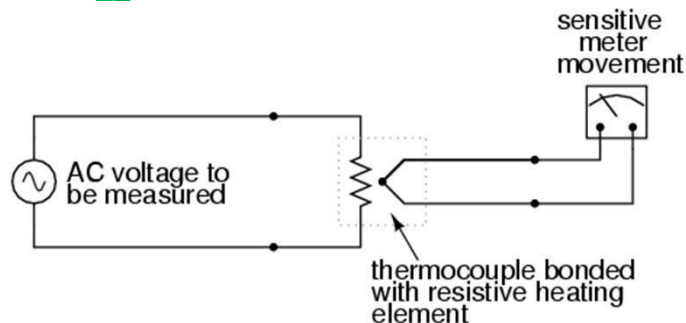 sensitive
meter
movement
AC voltage to
be measured
thermocouple bonded
with resistive heating
element